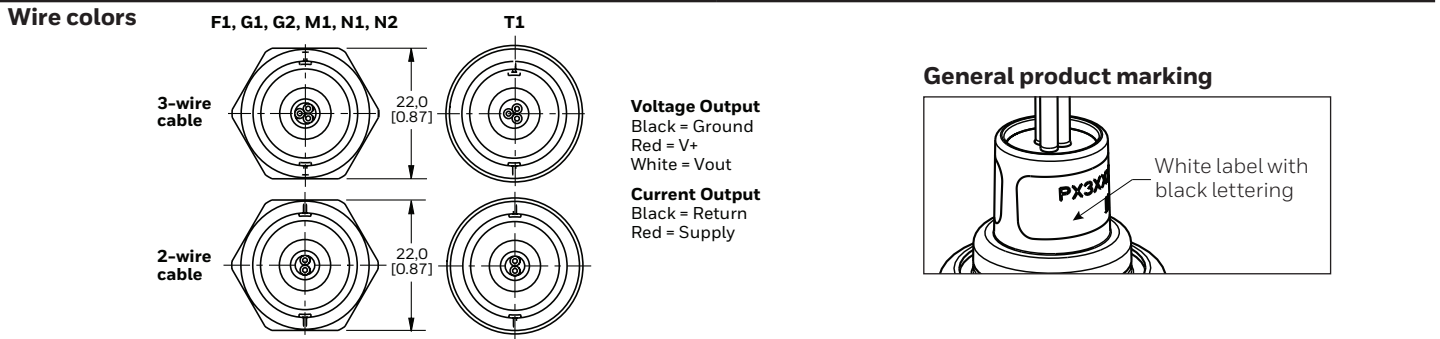 Wire colors
F1, G1, G2, M1, N1, N2
T1
3-wire
cable
22,0
[0.87]
2-wire
cable
22,0
[0.87]
Voltage Output
Black = Ground
Red = V+
White = Vout
Current Output
Black = Return
Red = Supply
General product marking
White label with
black lettering